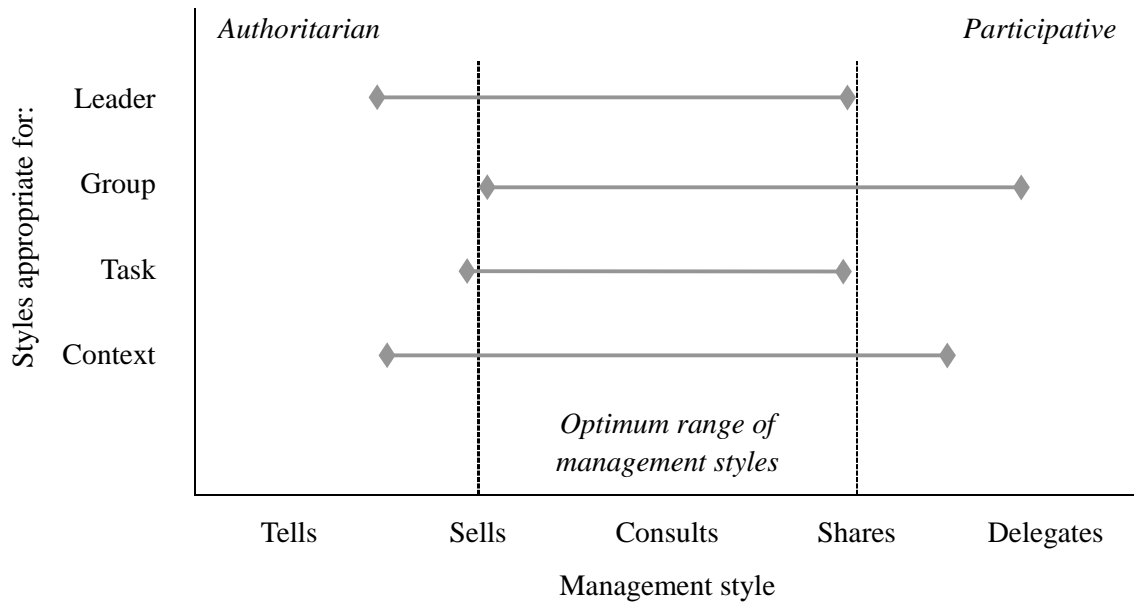 Authoritarian
Participative
Styles appropriate for:
Leader
Group
Task
Context
Optimum range of
management styles
Tells
Sells
Consults
Shares
Delegates
Management style